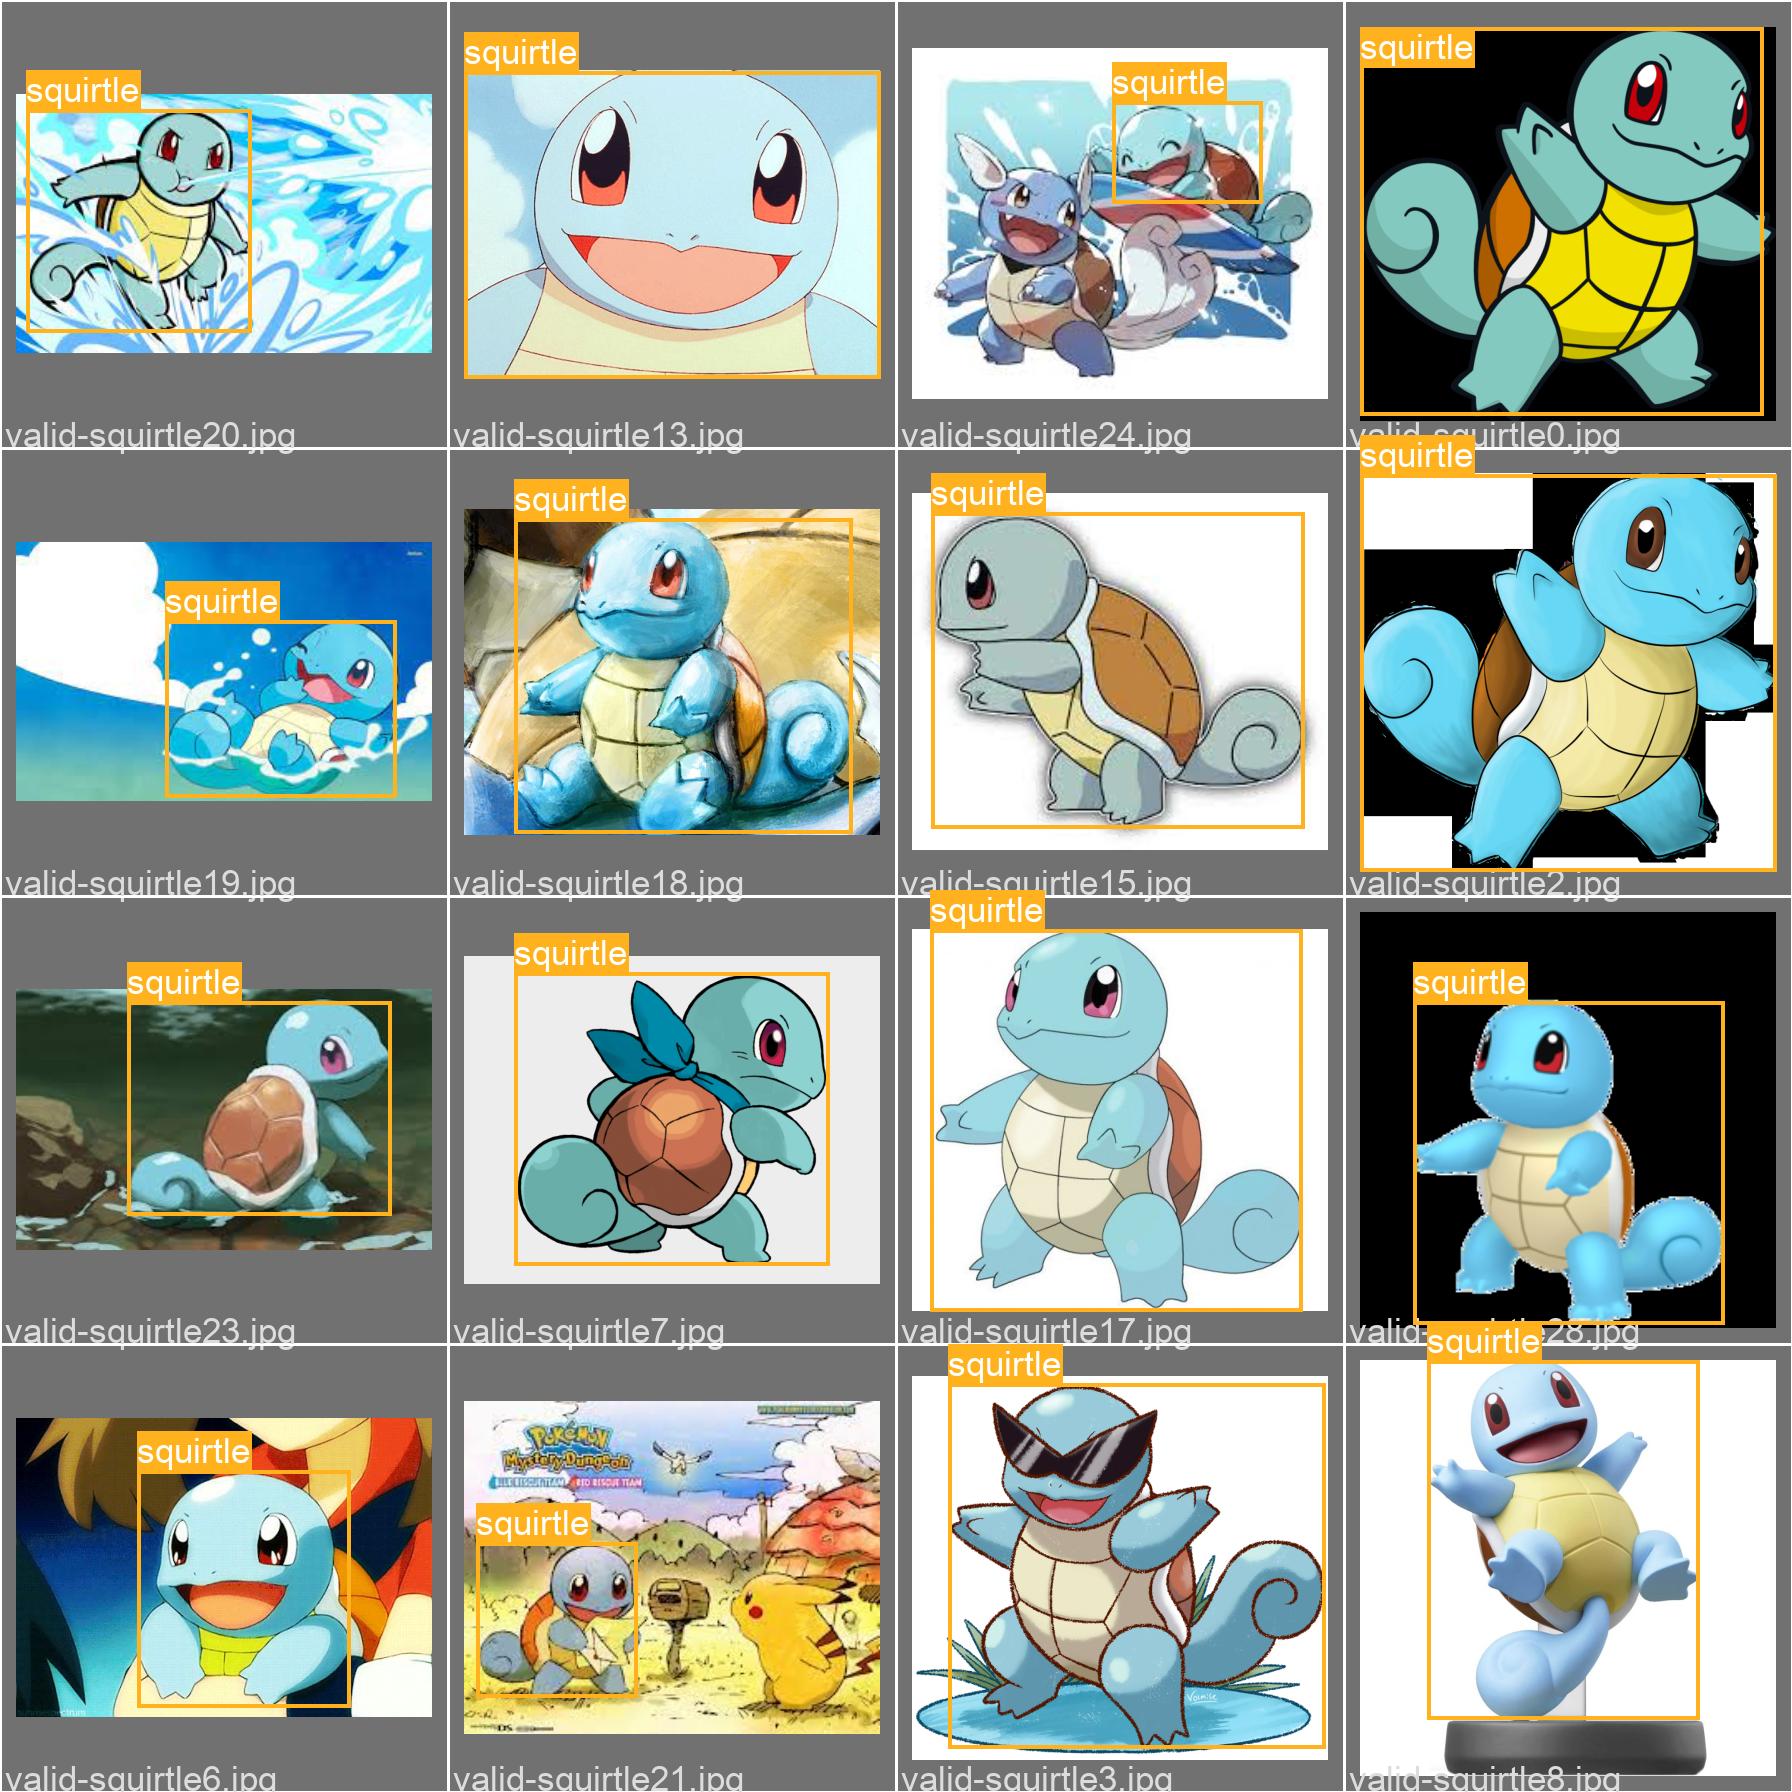 squirtle
valid-squirtle20.jpg
squirtle
valid-squirtle13.jpg
squirtle
valid-squirtle24.jpg
squirtle
valid-squirtle0.jpg
squirtle
valid-squirtle19.jpg
squirtle
valid-squirtle18.jpg
squirtle
valid-squirtle15.jpg
squirtle
valid-squirtle2.jpg
squirtle
valid-squirtle23.jpg
squirtle
valid-squirtle7.jpg
squirtle
valid-squirtle17.jpg
squirtle
valid-squirtle28.jpg
squirtle
valid-squirtle6.jpg
POKéMON
Mystery Dungeon
BLUE RESCUE TEAM RED RESCUE TEAM
squirtle
DS
valid-squirtle21.jpg
squirtle
valid-squirtle3.jpg
squirtle
valid-squirtle8.jpg